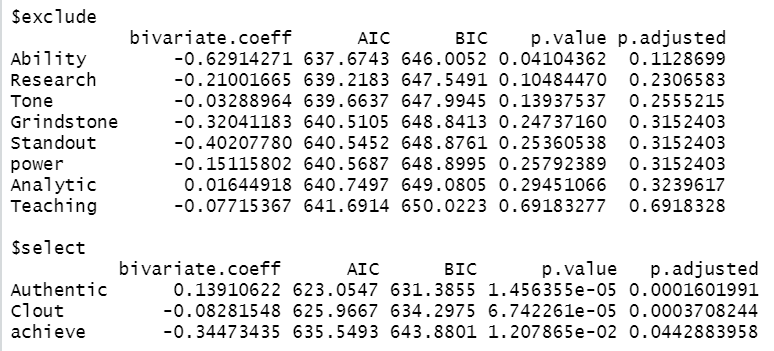 $exclude
bivariate.coeff AIC BIC p.value p.adjusted
Ability -0.62914271 637.6743 646.0052 0.04104362 0.1128699
Research -0.21001665 639.2183 647.5491 0.10484470 0.2306583
Tone -0.03288964 639.6637 647.9945 0.13937537 0.2555215
Grindstone -0.32041183 640.5105 648.8413 0.24737160 0.3152403
Standout -0.40207780 640.5452 648.8761 0.25360538 0.3152403
power -0.15115802 640.5687 648.8995 0.25792389 0.3152403
Analytic 0.01644918 640.7497 649.0805 0.29451066 0.3239617
Teaching -0.07715367 641.6914 650.0223 0.69183277 0.6918328
$select
bivariate.coeff AIC BIC p.value p.adjusted
Authentic 0.13910622 623.0547 631.3855 1.456355e-05 0.0001601991
Clout -0.08281548 625.9667 634.2975 6.742261e-05 0.0003708244
achieve -0.34473435 635.5493 643.8801 1.207865e-02 0.0442883958